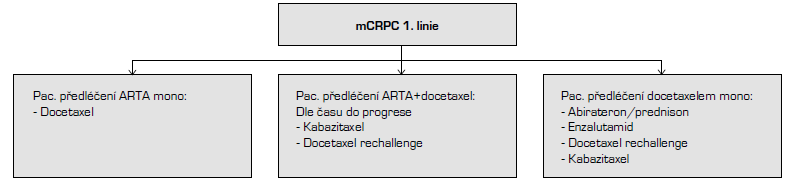 mCRPC 1. linie
Pac. předléčení ARTA mono:
- Docetaxel
Pac. předléčení ARTA+docetaxel:
Dle času do progrese
- Kabazitaxel
- Docetaxel rechallenge
Pac. předléčení docetaxelem mono:
- Abirateron/prednison
- Enzalutamid
- Docetaxel rechallenge
- Kabazitaxel